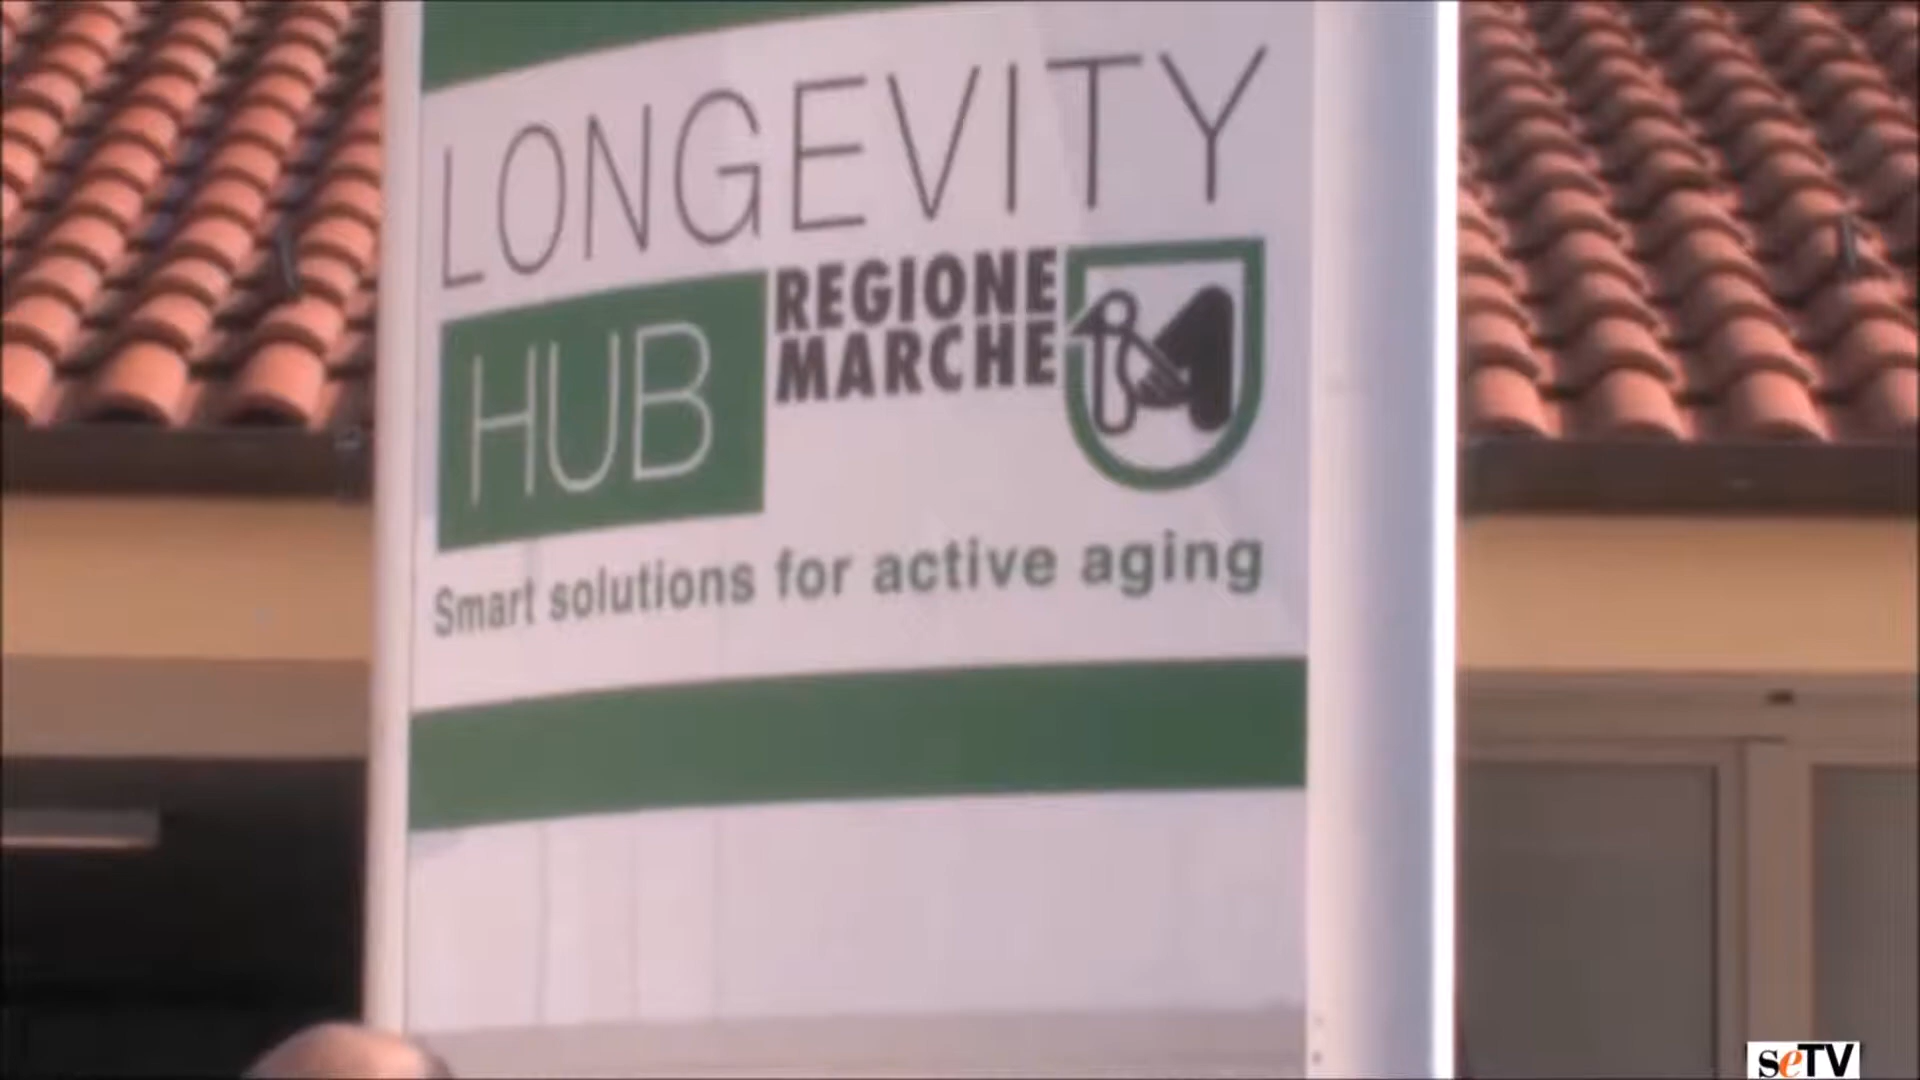 LONGEVITY
HUB
REGIONE
MARCHE
Smart solutions for active aging
seTV